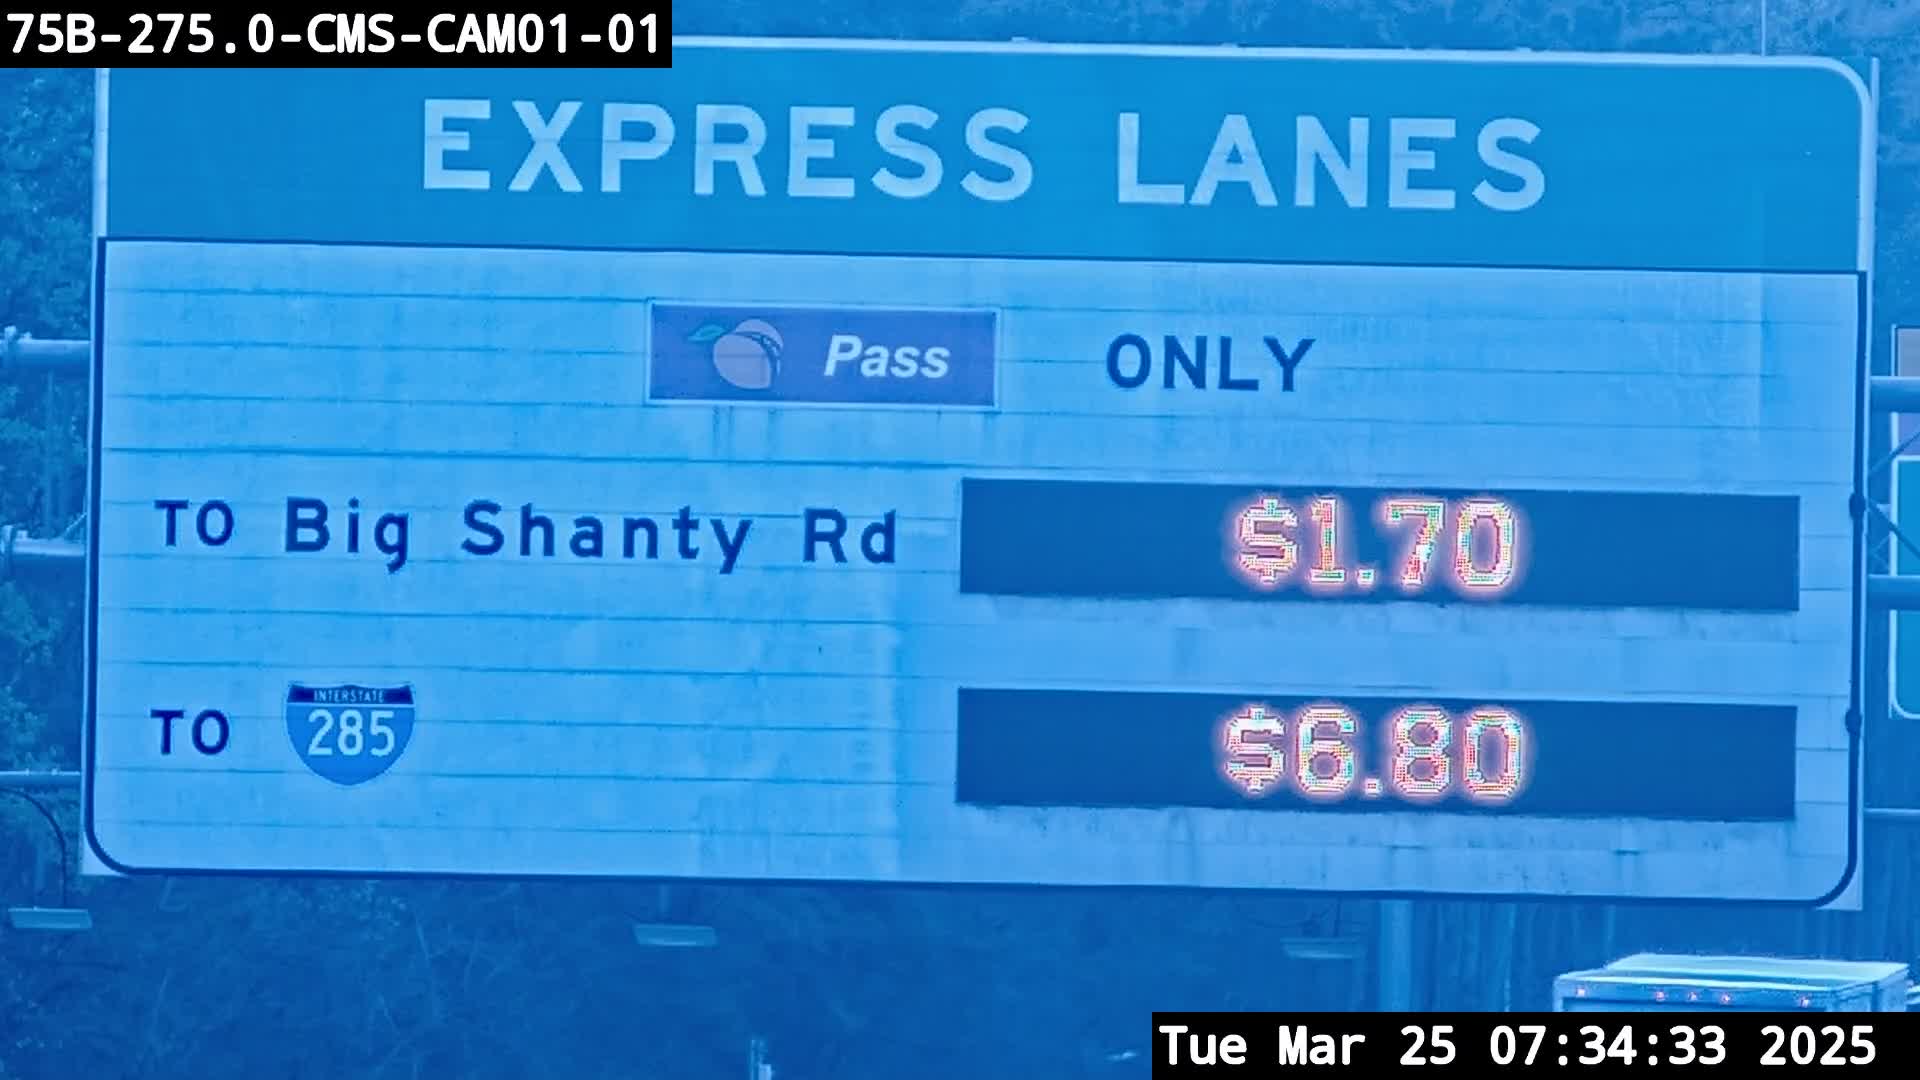 75B-275.0-CMS-CAM01-01
EXPRESS LANES
Pass ONLY
TO Big Shanty Rd $1.70
TO INTERSTATE 285 $6.80
Tue Mar 25 07:34:33 2025